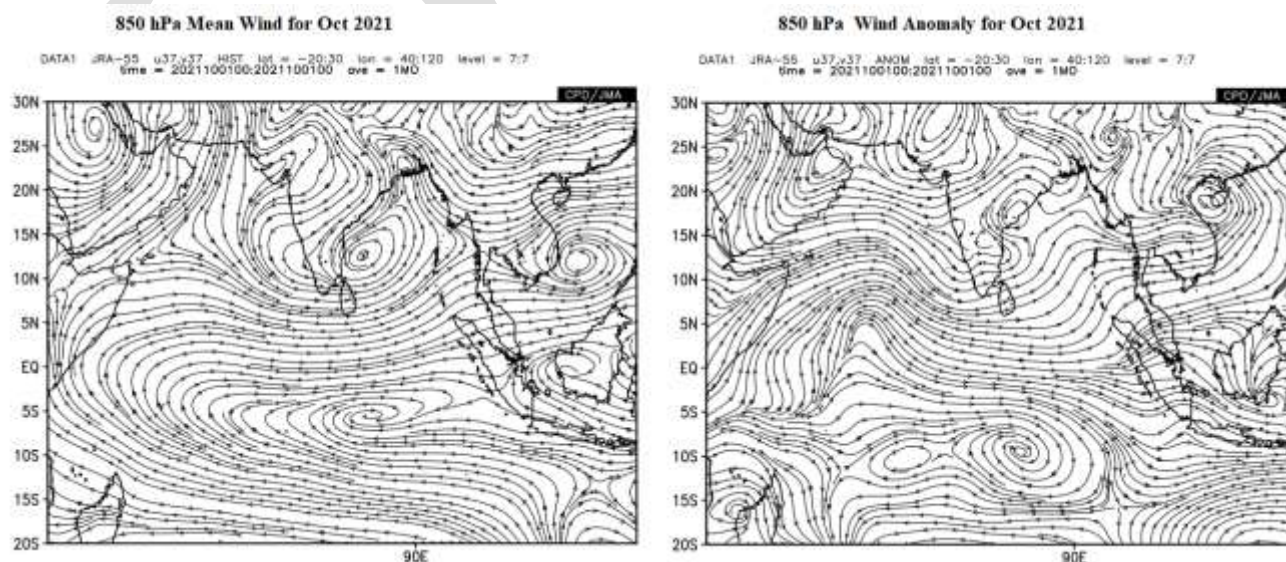 850 hPa Mean Wind for Oct 2021
DATA1 JRA-55 u37,v37 HIST lat = -20:30 lon = 40:120 level = 7:7
time = 2021100100:2021100100 ave = 1MO
CPD/JMA
30N
25N
20N
15N
10N
5N
EQ
5S
10S
15S
20S
90E
850 hPa Wind Anomaly for Oct 2021
DATA1 JRA-55 u37,v37 ANOM lat = -20:30 lon = 40:120 level = 7:7
time = 2021100100:2021100100 ave = 1MO
CPD/JMA
30N
25N
20N
15N
10N
5N
EQ
5S
10S
15S
20S
90E